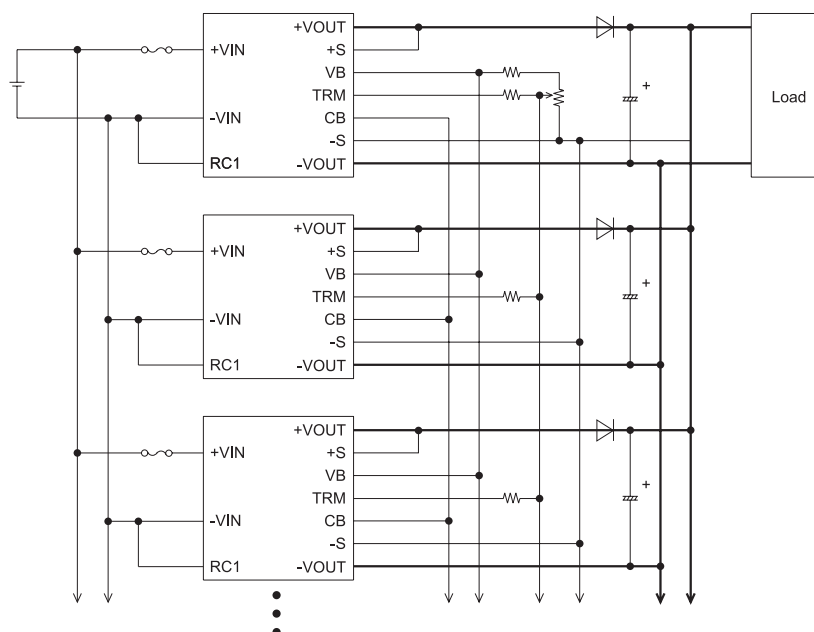 +VOUT
+VIN
+S
VB
TRM
CB
-VIN
-S
RC1
-VOUT
+
Load
+VOUT
+VIN
+S
VB
TRM
CB
-VIN
-S
RC1
-VOUT
+
+VOUT
+VIN
+S
VB
TRM
CB
-VIN
-S
RC1
-VOUT
+